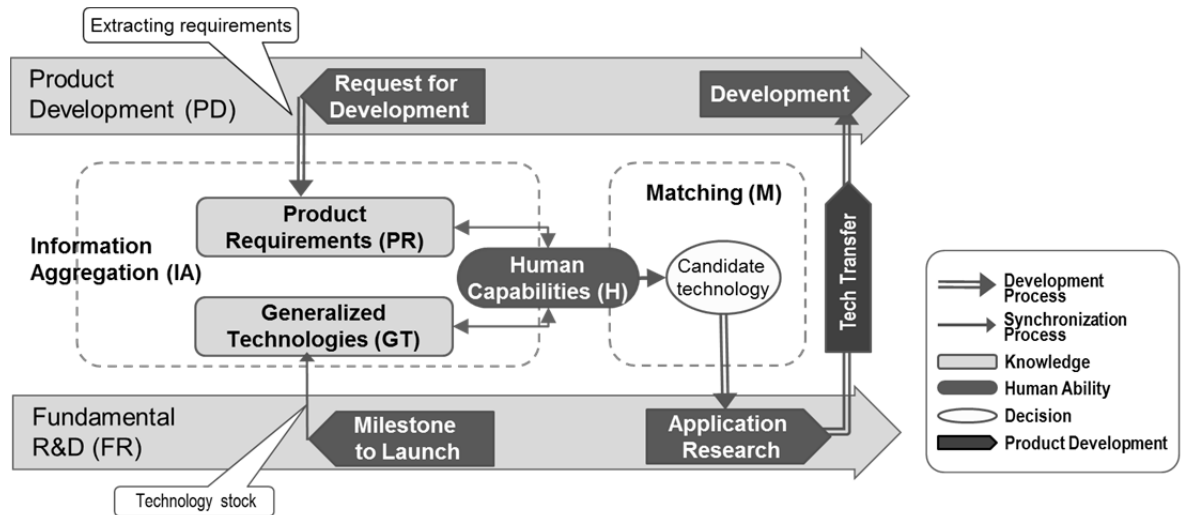 Extracting requirements
Product
Development (PD)
Request for
Development
Development
Information
Aggregation (IA)
Product
Requirements (PR)
Generalized
Technologies (GT)
Human
Capabilities (H)
Matching (M)
Candidate
technology
Tech Transfer
Fundamental
R&D (FR)
Milestone
to Launch
Application
Research
Technology stock
Development
Process
Synchronization
Process
Knowledge
Human Ability
Decision
Product Development